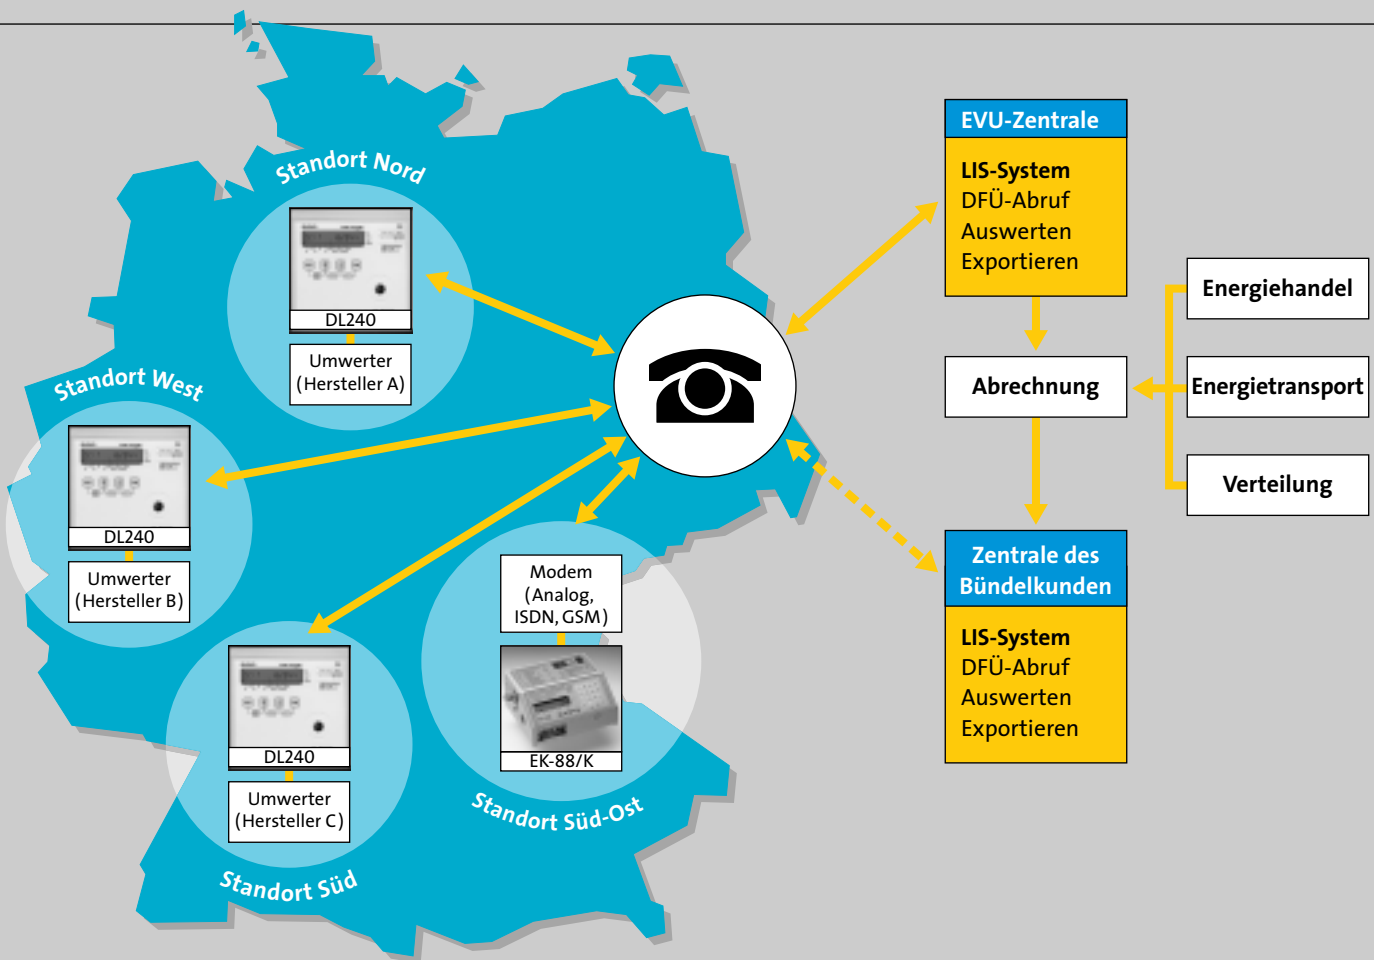 Standort Nord
DL240
Umwerter
(Hersteller A)
Standort West
DL240
Umwerter
(Hersteller B)
DL240
Umwerter
(Hersteller C)
Standort Süd
Modem
(Analog,
ISDN, GSM)
EK-88/K
Standort Süd-Ost
EVU-Zentrale
LIS-System
DFÜ-Abruf
Auswerten
Exportieren
Abrechnung
Energiehandel
Energietransport
Verteilung
Zentrale des
Bündelkunden
LIS-System
DFÜ-Abruf
Auswerten
Exportieren